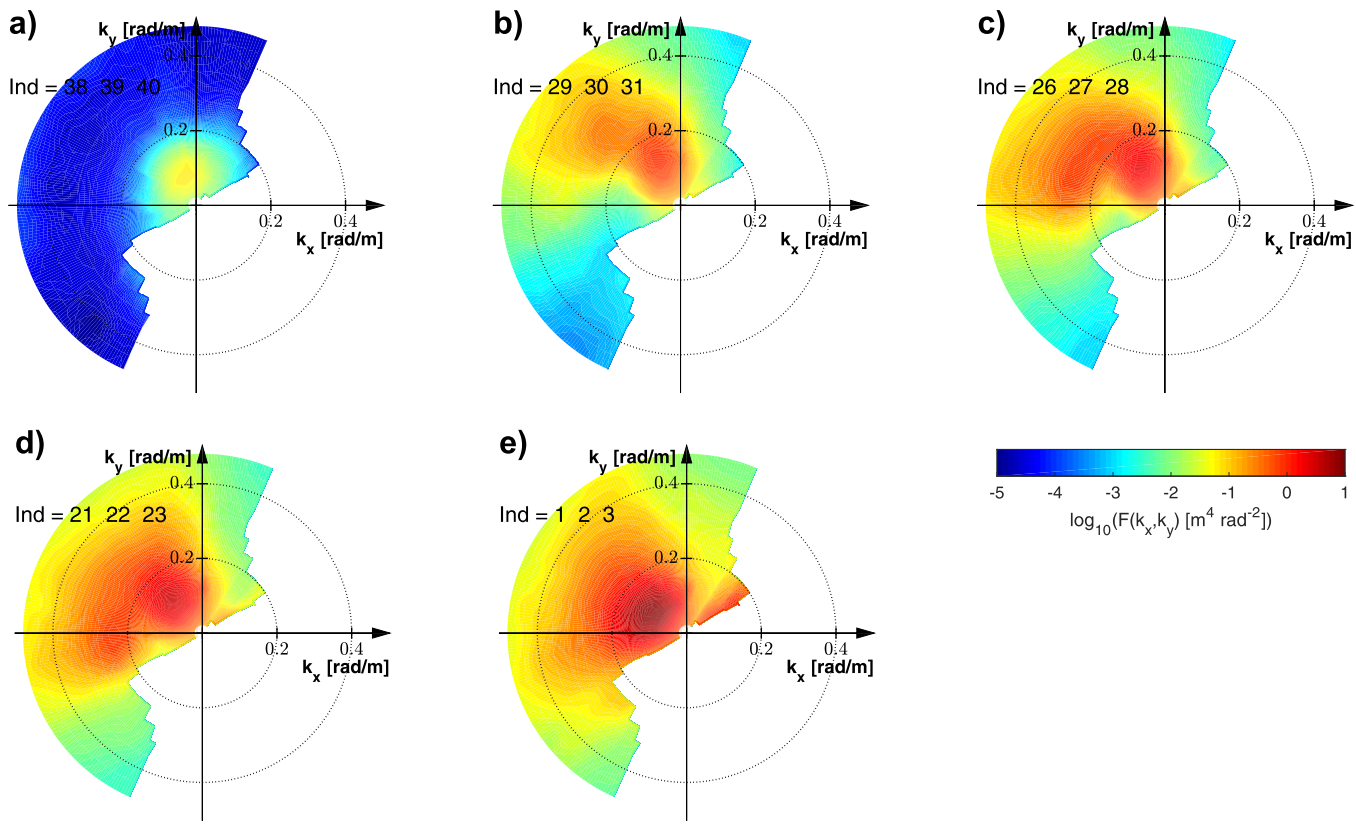 a)
k_y [rad/m]
0.4
Ind = 38 39 40
0.2
0.2 0.4
k_x [rad/m]
b)
k_y [rad/m]
0.4
Ind = 29 30 31
0.2
0.2 0.4
k_x [rad/m]
c)
k_y [rad/m]
0.4
Ind = 26 27 28
0.2
0.2 0.4
k_x [rad/m]
d)
k_y [rad/m]
0.4
Ind = 21 22 23
0.2
0.2 0.4
k_x [rad/m]
e)
k_y [rad/m]
0.4
Ind = 1 2 3
0.2
0.2 0.4
k_x [rad/m]
-5 -4 -3 -2 -1 0 1
log_10(F(k_x,k_y) [m^4 rad^-2])